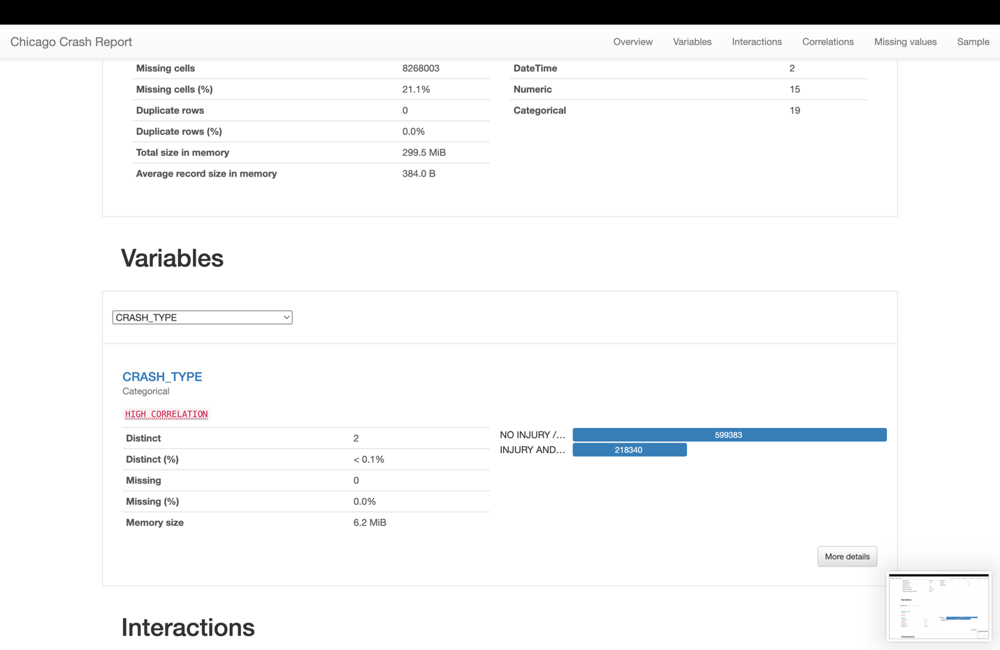 Chicago Crash Report
Overview Variables Interactions Correlations Missing values Sample
Missing cells 8268003
Missing cells (%) 21.1%
Duplicate rows 0
Duplicate rows (%) 0.0%
Total size in memory 299.5 MiB
Average record size in memory 384.0 B
DateTime 2
Numeric 15
Categorical 19
Variables
CRASH_TYPE
CRASH_TYPE
Categorical
HIGH CORRELATION
Distinct 2
Distinct (%) < 0.1%
Missing 0
Missing (%) 0.0%
Memory size 6.2 MiB
NO INJURY /… 599383
INJURY AND… 218340
More details
Interactions
Variables
Interactions